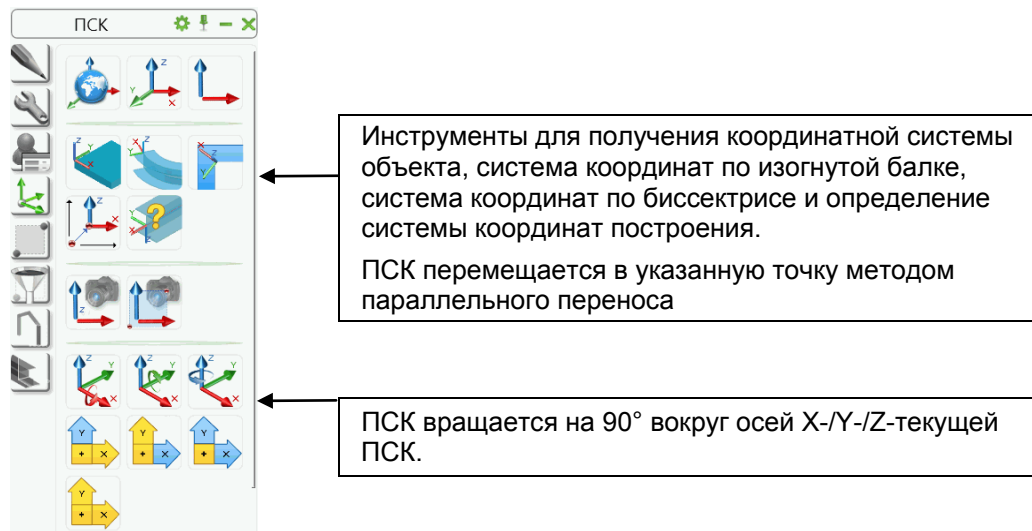 ПСК
Инструменты для получения координатной системы
объекта, система координат по изогнутой балке,
система координат по биссектрисе и определение
системы координат построения.
ПСК перемещается в указанную точку методом
параллельного переноса
ПСК вращается на 90° вокруг осей X-/Y-/Z-текущей
ПСК.